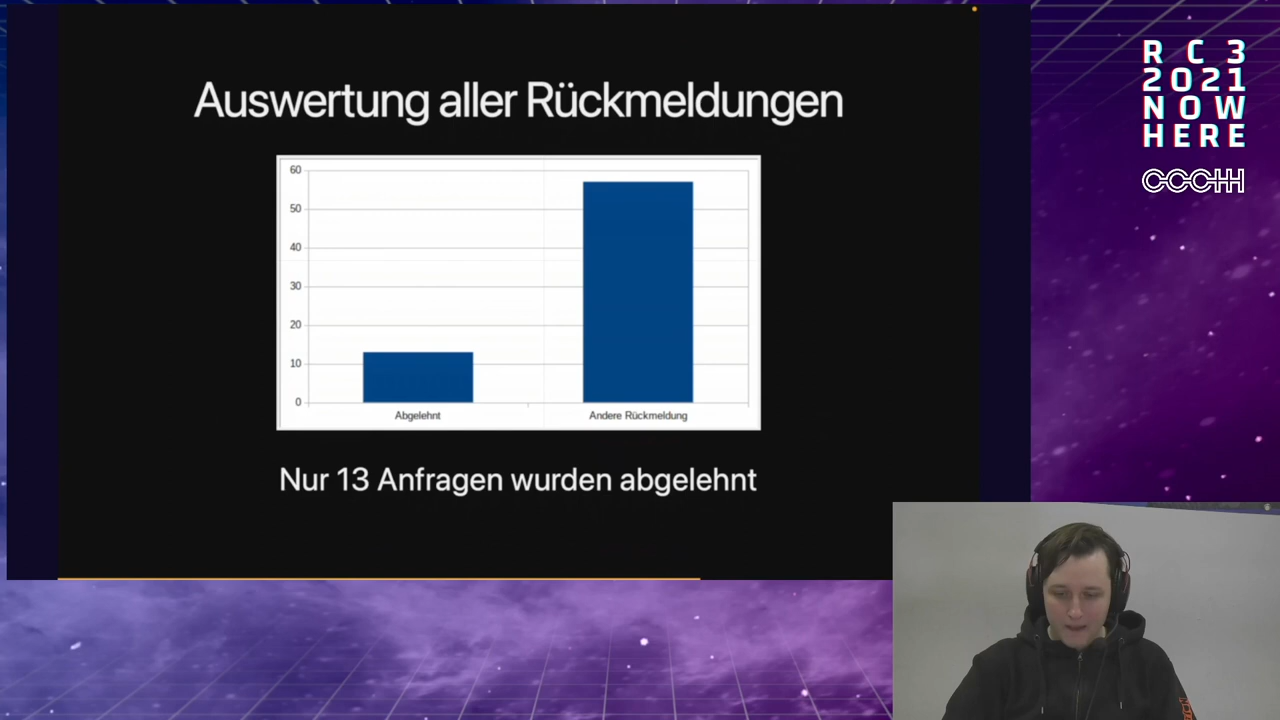 Auswertung aller Rückmeldungen
60
50
40
30
20
10
0
Abgelehnt
Andere Rückmeldung
Nur 13 Anfragen wurden abgelehnt
R C 3
2021
NOW
HERE
CCCHH